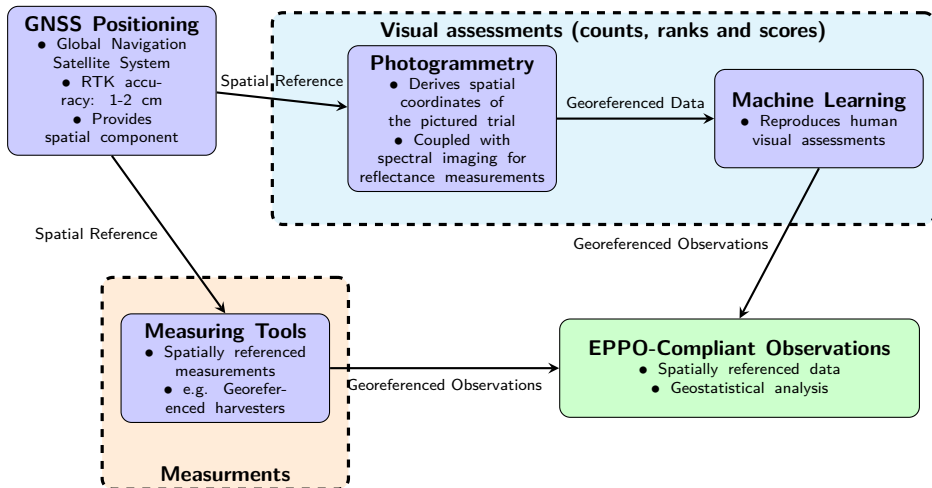 GNSS Positioning
● Global Navigation
Satellite System
● RTK accu-
racy: 1-2 cm
● Provides
spatial component
Visual assessments (counts, ranks and scores)
Spatial Reference
Photogrammetry
● Derives spatial
coordinates of
the pictured trial
● Coupled with
spectral imaging for
reflectance measurements
Georeferenced Data
Machine Learning
● Reproduces human
visual assessments
Spatial Reference
Georeferenced Observations
Measuring Tools
● Spatially referenced
measurements
● e.g. Georefer-
enced harvesters
Measurments
Georeferenced Observations
EPPO-Compliant Observations
● Spatially referenced data
● Geostatistical analysis